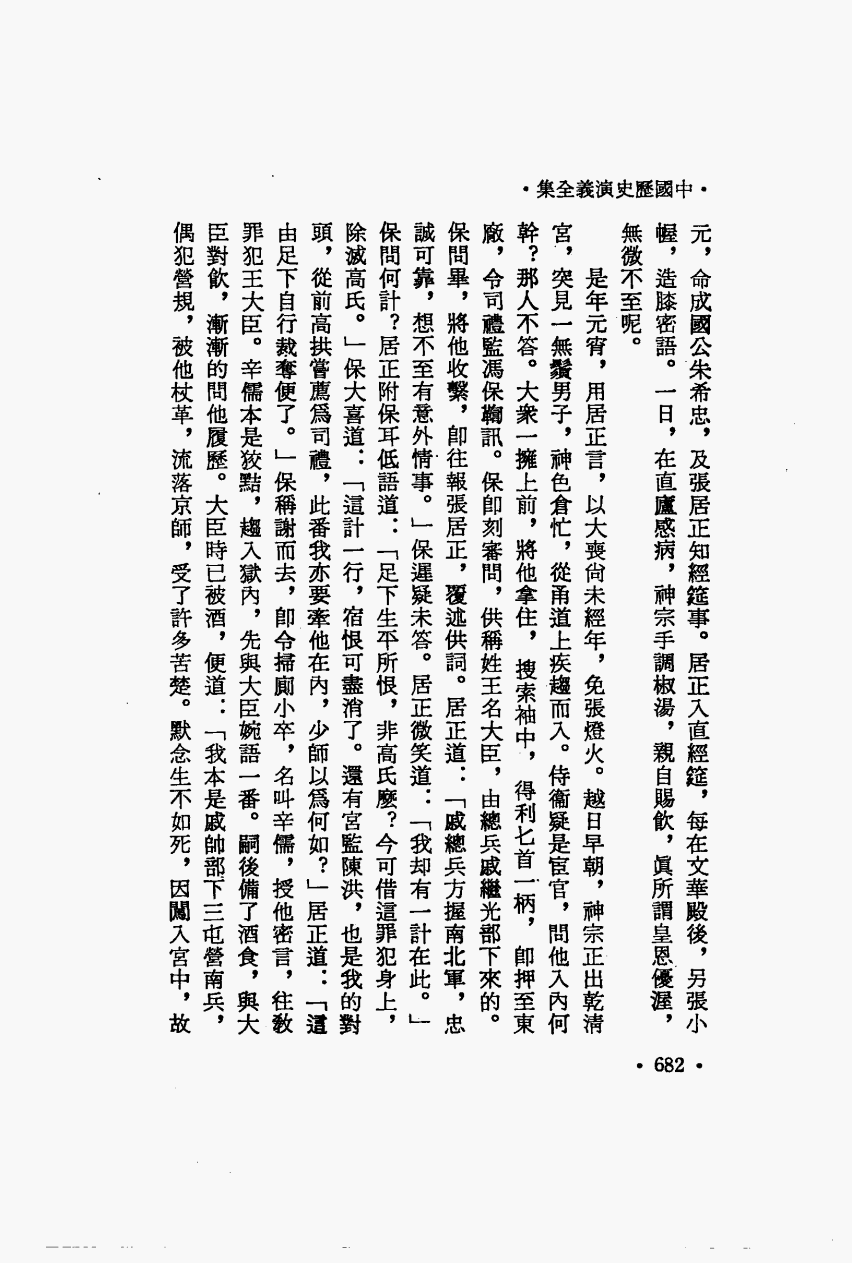 ・中國歷史演義全集・
元，命成國公朱希忠，及張居正知經筵事。居正入直經筵，每在文華殿後，另張小
幄，造膝密語。一日，在直廬感病，神宗手調椒湯，親自賜飲，眞所謂皇恩優渥，
無微不至呢。
是年元宵，用居正言，以大喪尙未經年，免張燈火。越日早朝，神宗正出乾淸
宮，突見一無鬚男子，神色倉忙，從甬道上疾趨而入。侍衞疑是宦官，問他入內何
幹？那人不答。大衆一擁上前，將他拿住，搜索袖中，得利匕首一柄，卽押至東
廠，令司禮監馮保鞫訊。保卽刻審問，供稱姓王名大臣，由總兵戚繼光部下來的。
保問畢，將他收繫，卽往報張居正，覆述供詞。居正道：「戚總兵方握南北軍，忠
誠可靠，想不至有意外情事。」保遲疑未答。居正微笑道：「我却有一計在此。」
保問何計？居正附保耳低語道：「足下生平所恨，非高氏麼？今可借這罪犯身上，
除滅高氏。」保大喜道：「這計一行，宿恨可盡消了。還有宮監陳洪，也是我的對
頭，從前高拱嘗薦爲司禮，此番我亦要牽他在內，少師以爲何如？」居正道：「這
由足下自行裁奪便了。」保稱謝而去，卽令掃廁小卒，名叫辛儒，授他密言，往敎
罪犯王大臣。辛儒本是狡黠，趨入獄內，先與大臣婉語一番。嗣後備了酒食，與大
臣對飲，漸漸的問他履歷。大臣時已被酒，便道：「我本是戚帥部下三屯營南兵，
偶犯營規，被他杖革，流落京師，受了許多苦楚。默念生不如死，因闖入宮中，故
・682・